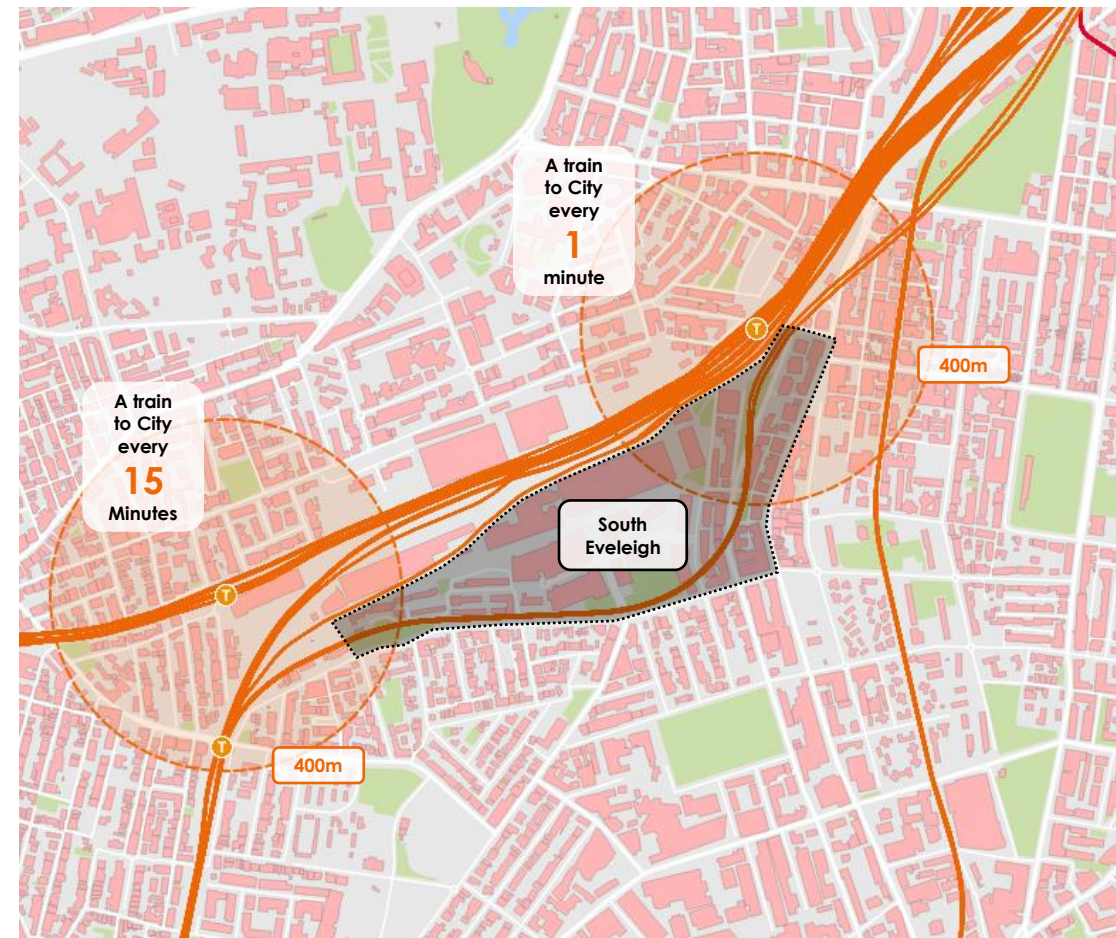 A train
to City
every
1
minute
T
400m
A train
to City
every
15
Minutes
South
Eveleigh
T
T
400m